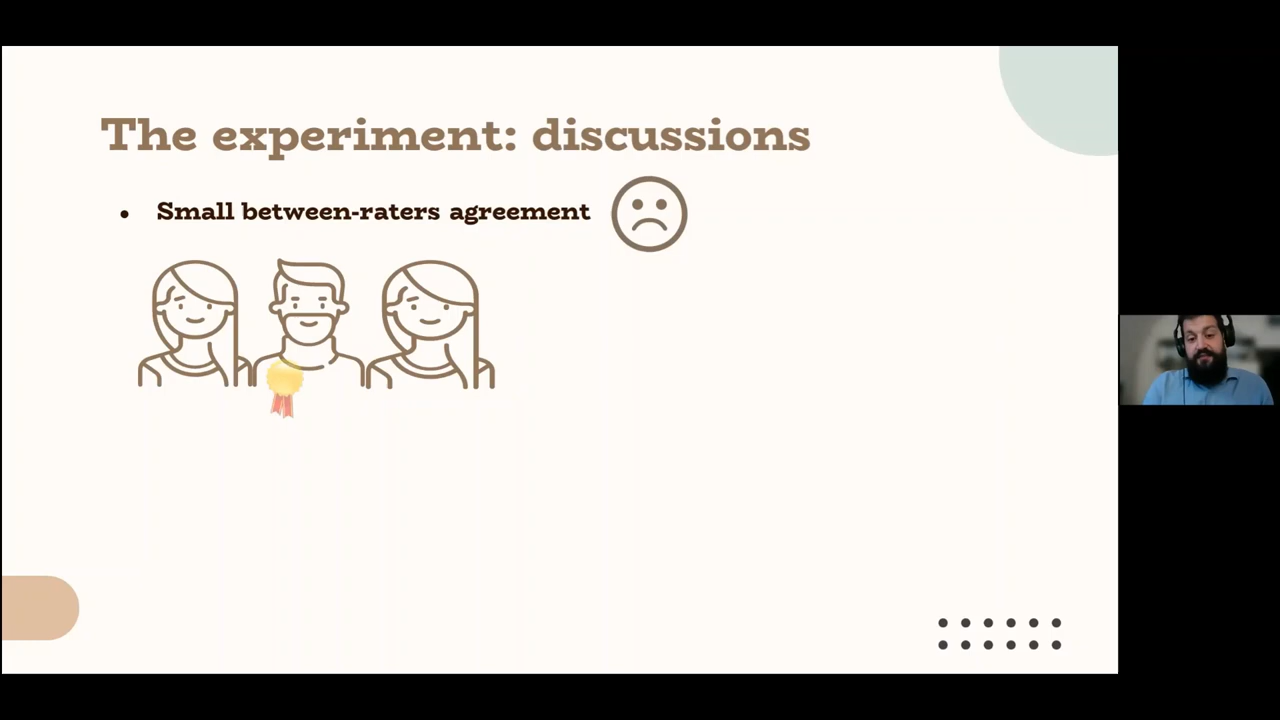 The experiment: discussions
• Small between-raters agreement